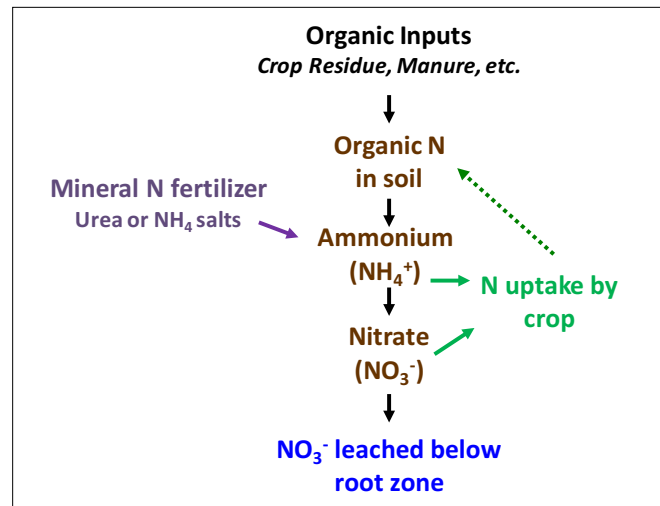 Organic Inputs
Crop Residue, Manure, etc.
Organic N
in soil
Mineral N fertilizer
Urea or NH₄ salts
Ammonium
(NH₄⁺)
N uptake by
crop
Nitrate
(NO₃⁻)
NO₃⁻ leached below
root zone